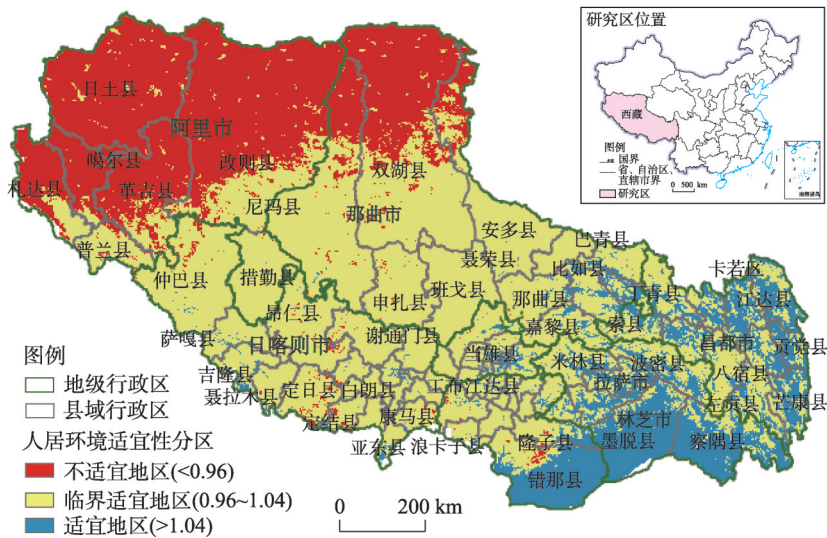 研究区位置
西藏
图例
国界
省、自治区、
直辖市界
研究区
0 500 km
南海诸岛
日土县
阿里市
噶尔县
改则县
札达县
革吉县
双湖县
尼玛县
那曲市
普兰县
安多县
巴青县
仲巴县
措勤县
聂荣县
比如县
卡若区
班戈县
那曲县
丁青县
江达县
申扎县
昂仁县
萨嘎县
谢通门县
嘉黎县
索县
昌都市
贡觉县
日喀则市
当雄县
米林县
波密县
八宿县
吉隆县
定日县
白朗县
工布江达县
拉萨市
聂拉木县
左贡县
芒康县
定结县
康马县
林芝市
亚东县
浪卡子县
隆子县
墨脱县
察隅县
错那县
图例
地级行政区
县域行政区
人居环境适宜性分区
不适宜地区(<0.96)
临界适宜地区(0.96~1.04)
适宜地区(>1.04)
0 200 km